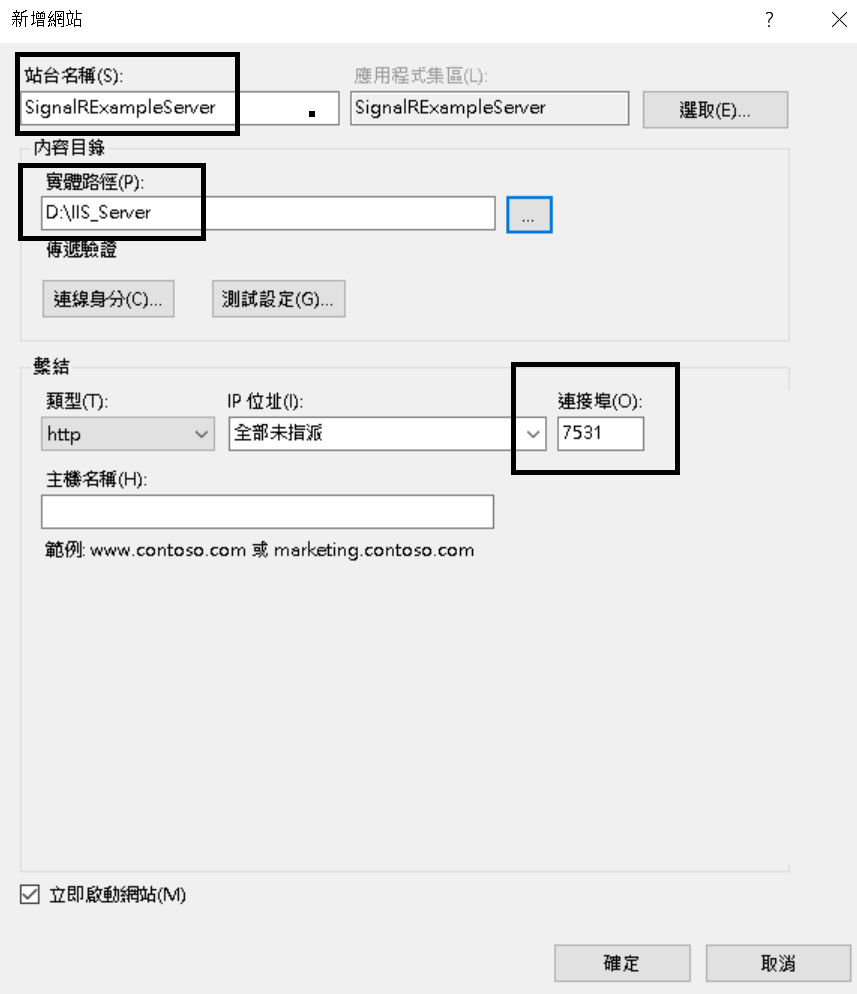 新增網站
?
站台名稱(S):
應用程式集區(L):
SignalRExampleServer
SignalRExampleServer
選取(E)...
內容目錄
實體路徑(P):
D:\IIS_Server
...
傳遞驗證
連線身分(C)...
測試設定(G)...
繫結
類型(T):
IP 位址(I):
連接埠(O):
http
全部未指派
7531
主機名稱(H):
範例: www.contoso.com 或 marketing.contoso.com
立即啟動網站(M)
確定
取消